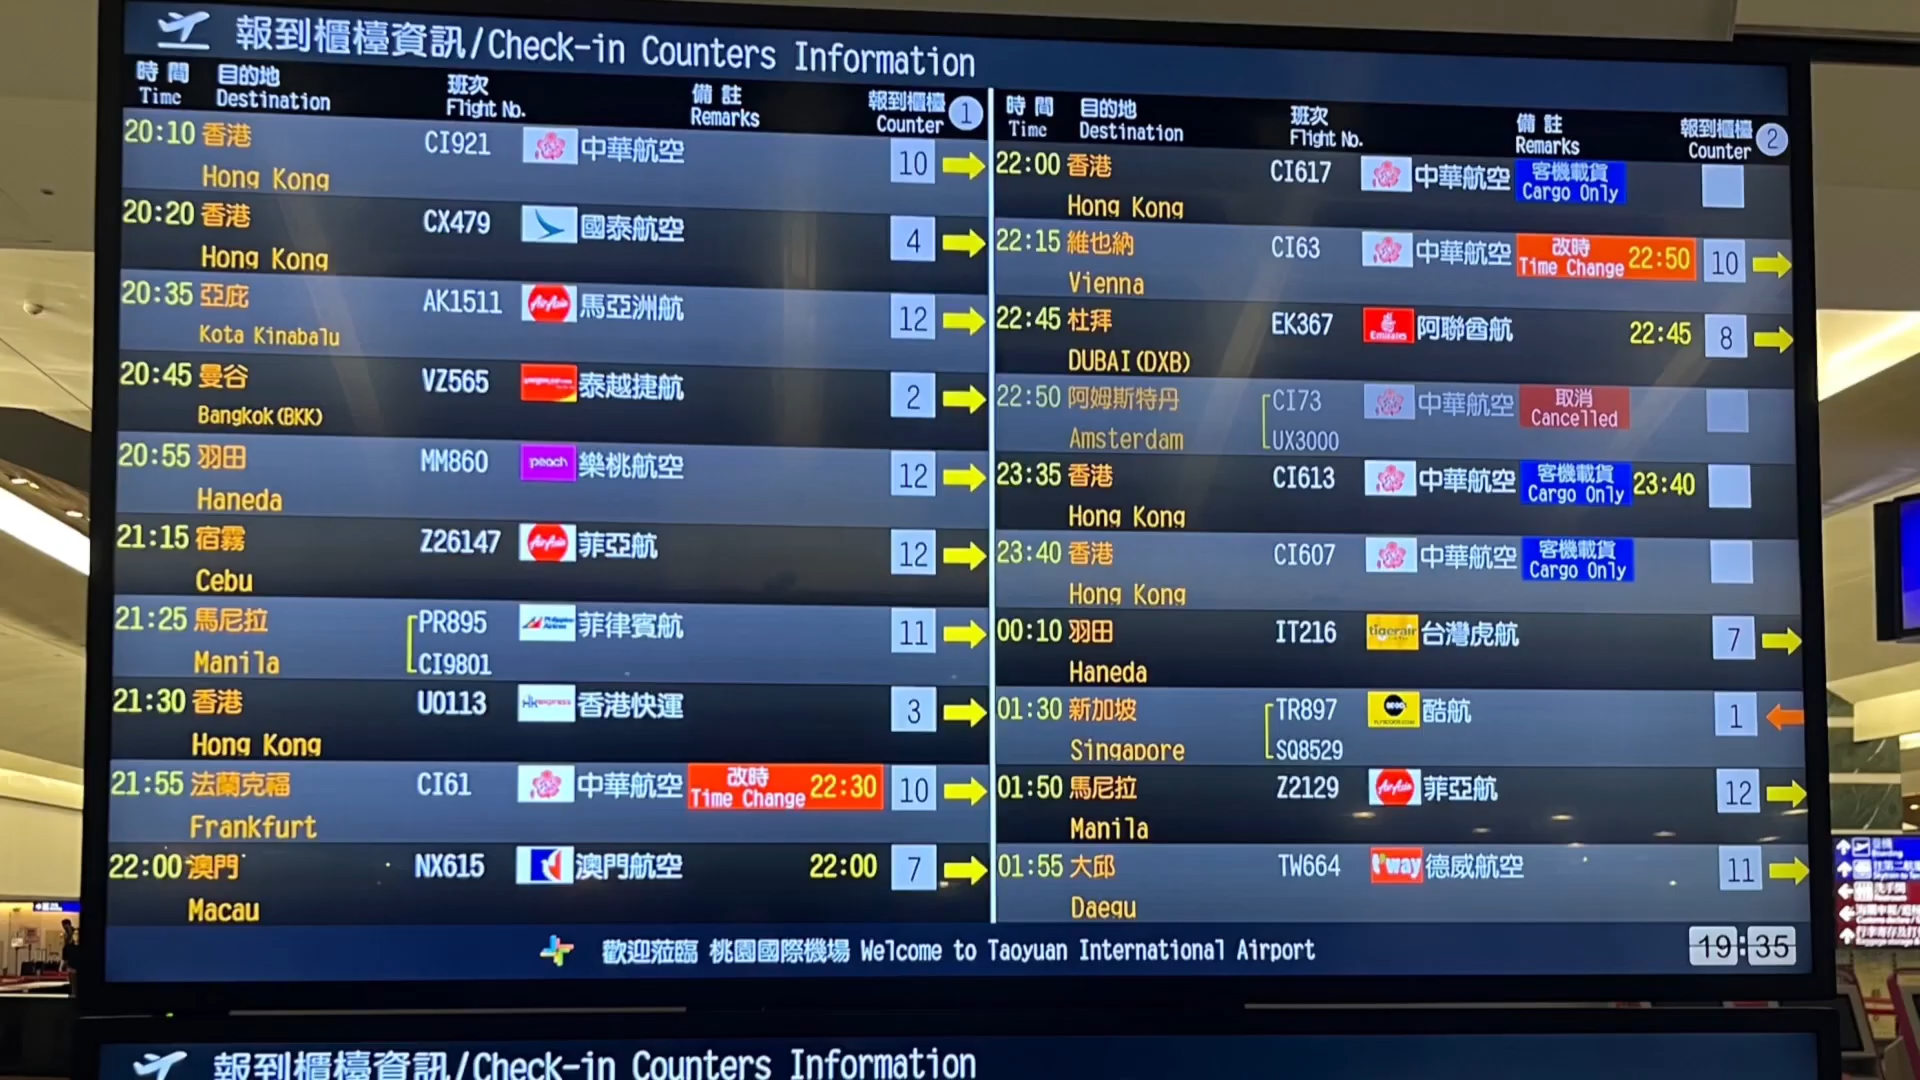 報到櫃檯資訊/Check-in Counters Information
時間 目的地 班次 備註 報到櫃檯 1
Time Destination Flight No. Remarks Counter
20:10 香港 CI921 中華航空 10
Hong Kong
20:20 香港 CX479 國泰航空 4
Hong Kong
20:35 亞庇 AK1511 AirAsia 馬亞洲航 12
Kota Kinabalu
20:45 曼谷 VZ565 泰越捷航 2
Bangkok(BKK)
20:55 羽田 MM860 peach 樂桃航空 12
Haneda
21:15 宿霧 Z26147 AirAsia 菲亞航 12
Cebu
21:25 馬尼拉 PR895 Philippine Airlines 菲律賓航 11
Manila CI9801
21:30 香港 UO113 hkexpress 香港快運 3
Hong Kong
21:55 法蘭克福 CI61 中華航空 改時 22:30 10
Frankfurt Time Change
22:00 澳門 NX615 澳門航空 22:00 7
Macau
時間 目的地 班次 備註 報到櫃檯 2
Time Destination Flight No. Remarks Counter
22:00 香港 CI617 中華航空 客機載貨
Hong Kong Cargo Only
22:15 維也納 CI63 中華航空 改時 22:50 10
Vienna Time Change
22:45 杜拜 EK367 Emirates 阿聯酋航 22:45 8
DUBAI(DXB)
22:50 阿姆斯特丹 CI73 中華航空 取消
Amsterdam UX3000 Cancelled
23:35 香港 CI613 中華航空 客機載貨 23:40
Hong Kong Cargo Only
23:40 香港 CI607 中華航空 客機載貨
Hong Kong Cargo Only
00:10 羽田 IT216 tigerair 台灣虎航 7
Haneda
01:30 新加坡 TR897 酷航 1
Singapore SQ8529
01:50 馬尼拉 Z2129 AirAsia 菲亞航 12
Manila
01:55 大邱 TW664 t'way 德威航空 11
Daegu
歡迎蒞臨 桃園國際機場 Welcome to Taoyuan International Airport 19:35
報到櫃檯資訊/Check-in Counters Information